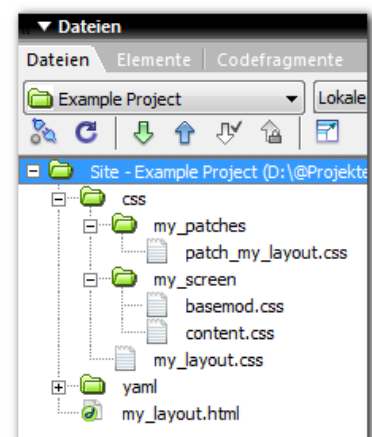 ▼ Dateien
Dateien Elemente Codefragmente
Example Project Lokale
Site - Example Project (D:\@Projekte
css
my_patches
patch_my_layout.css
my_screen
basemod.css
content.css
my_layout.css
yaml
my_layout.html